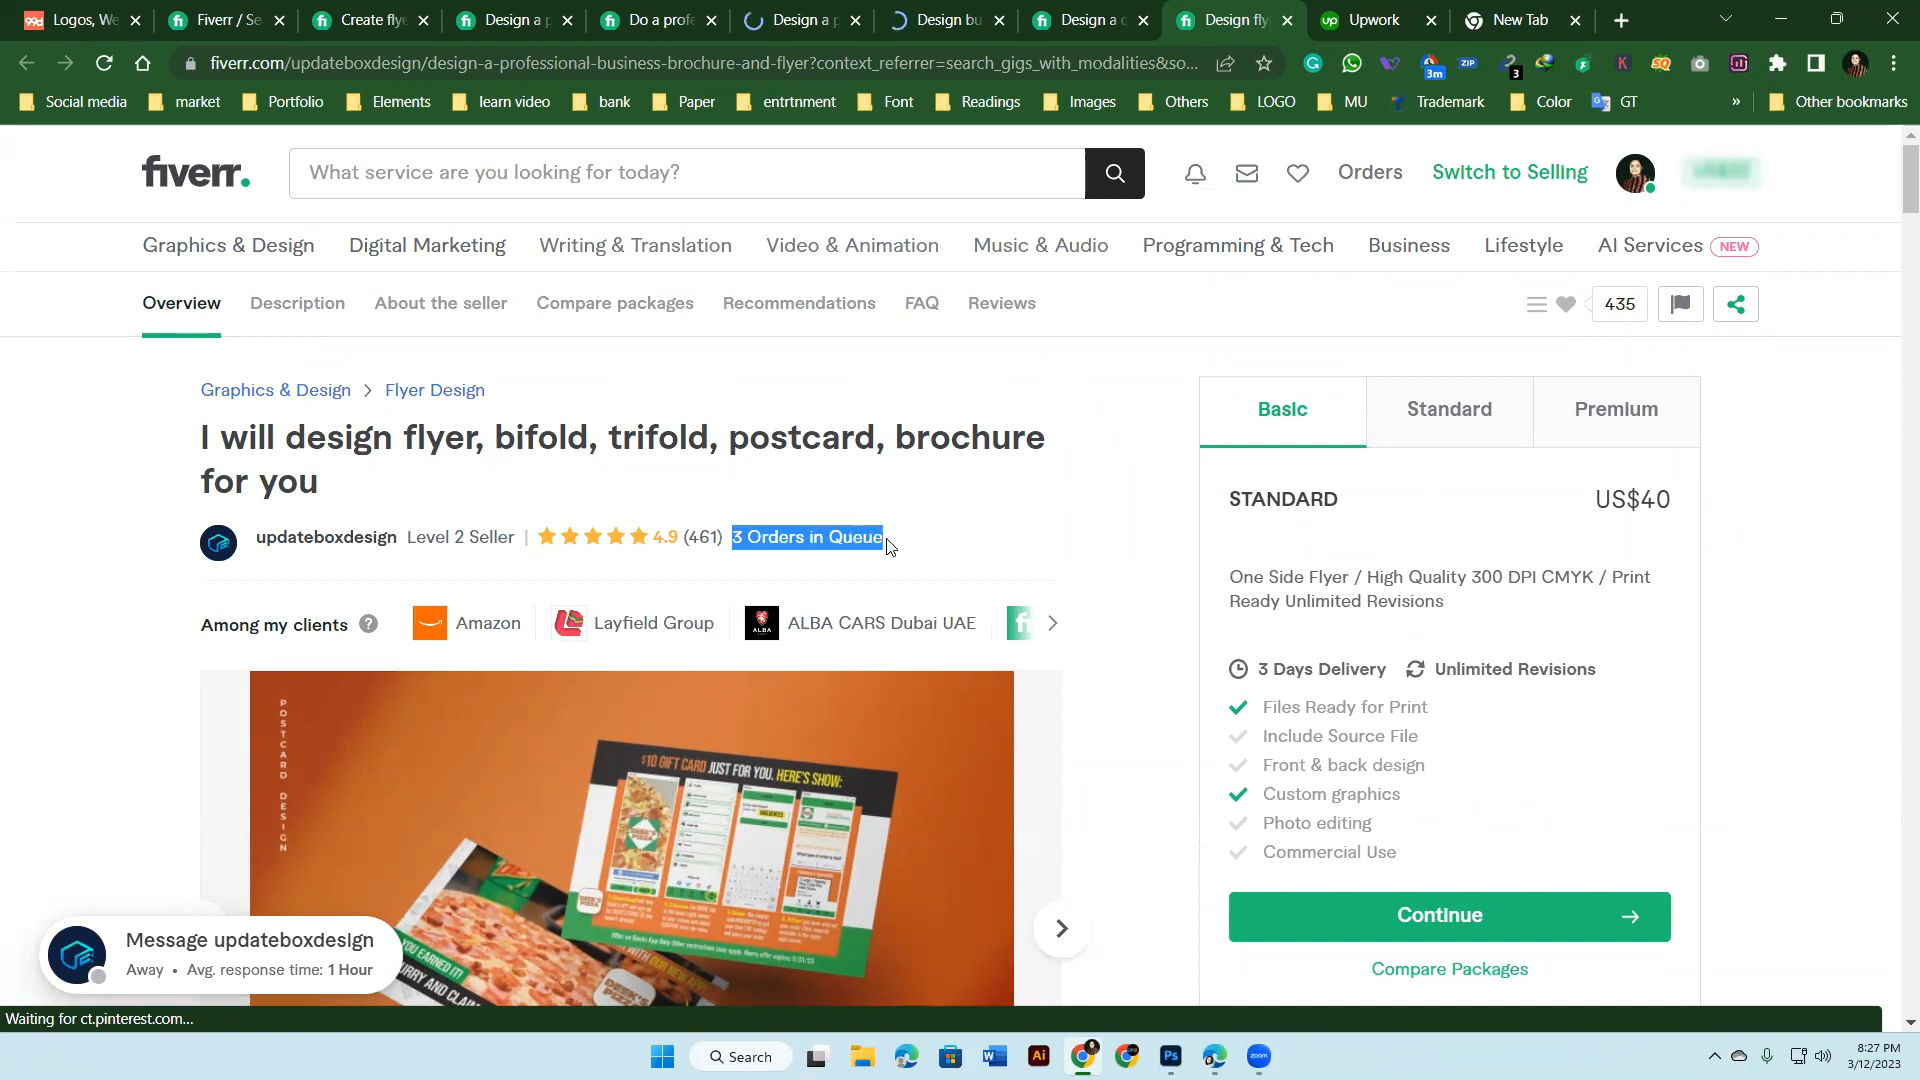 Logos, We
Fiverr / Se
Create flye
Design a p
Do a profe
Design a p
Design bu
Design a c
Design fly
Upwork
New Tab
fiverr.com/updateboxdesign/design-a-professional-business-brochure-and-flyer?context_referrer=search_gigs_with_modalities&so...
3m
ZIP
3
Social media
market
Portfolio
Elements
learn video
bank
Paper
entrtnment
Font
Readings
Images
Others
LOGO
MU
Trademark
Color
GT
»
Other bookmarks
fiverr.
What service are you looking for today?
Orders
Switch to Selling
Graphics & Design
Digital Marketing
Writing & Translation
Video & Animation
Music & Audio
Programming & Tech
Business
Lifestyle
AI Services NEW
Overview
Description
About the seller
Compare packages
Recommendations
FAQ
Reviews
435
Graphics & Design > Flyer Design
I will design flyer, bifold, trifold, postcard, brochure
for you
updateboxdesign Level 2 Seller | 4.9 (461) 3 Orders in Queue
Among my clients
Amazon
Layfield Group
ALBA CARS Dubai UAE
Basic
Standard
Premium
STANDARD US$40
One Side Flyer / High Quality 300 DPI CMYK / Print
Ready Unlimited Revisions
3 Days Delivery Unlimited Revisions
Files Ready for Print
Include Source File
Front & back design
Custom graphics
Photo editing
Commercial Use
Continue
Compare Packages
POSTCARD DESIGN
$10 GIFT CARD JUST FOR YOU. HERE'S SHOW:
YOU EARNED IT!
WITH OUR NEW
Message updateboxdesign
Away • Avg. response time: 1 Hour
Waiting for ct.pinterest.com...
Search
8:27 PM
3/12/2023